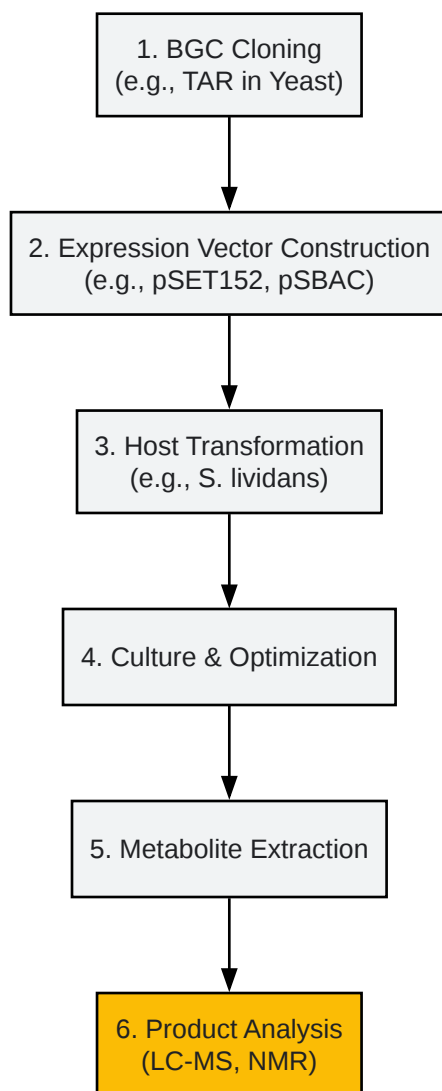 1. BGC Cloning
(e.g., TAR in Yeast)
2. Expression Vector Construction
(e.g., pSET152, pSBAC)
3. Host Transformation
(e.g., S. lividans)
4. Culture & Optimization
5. Metabolite Extraction
6. Product Analysis
(LC-MS, NMR)